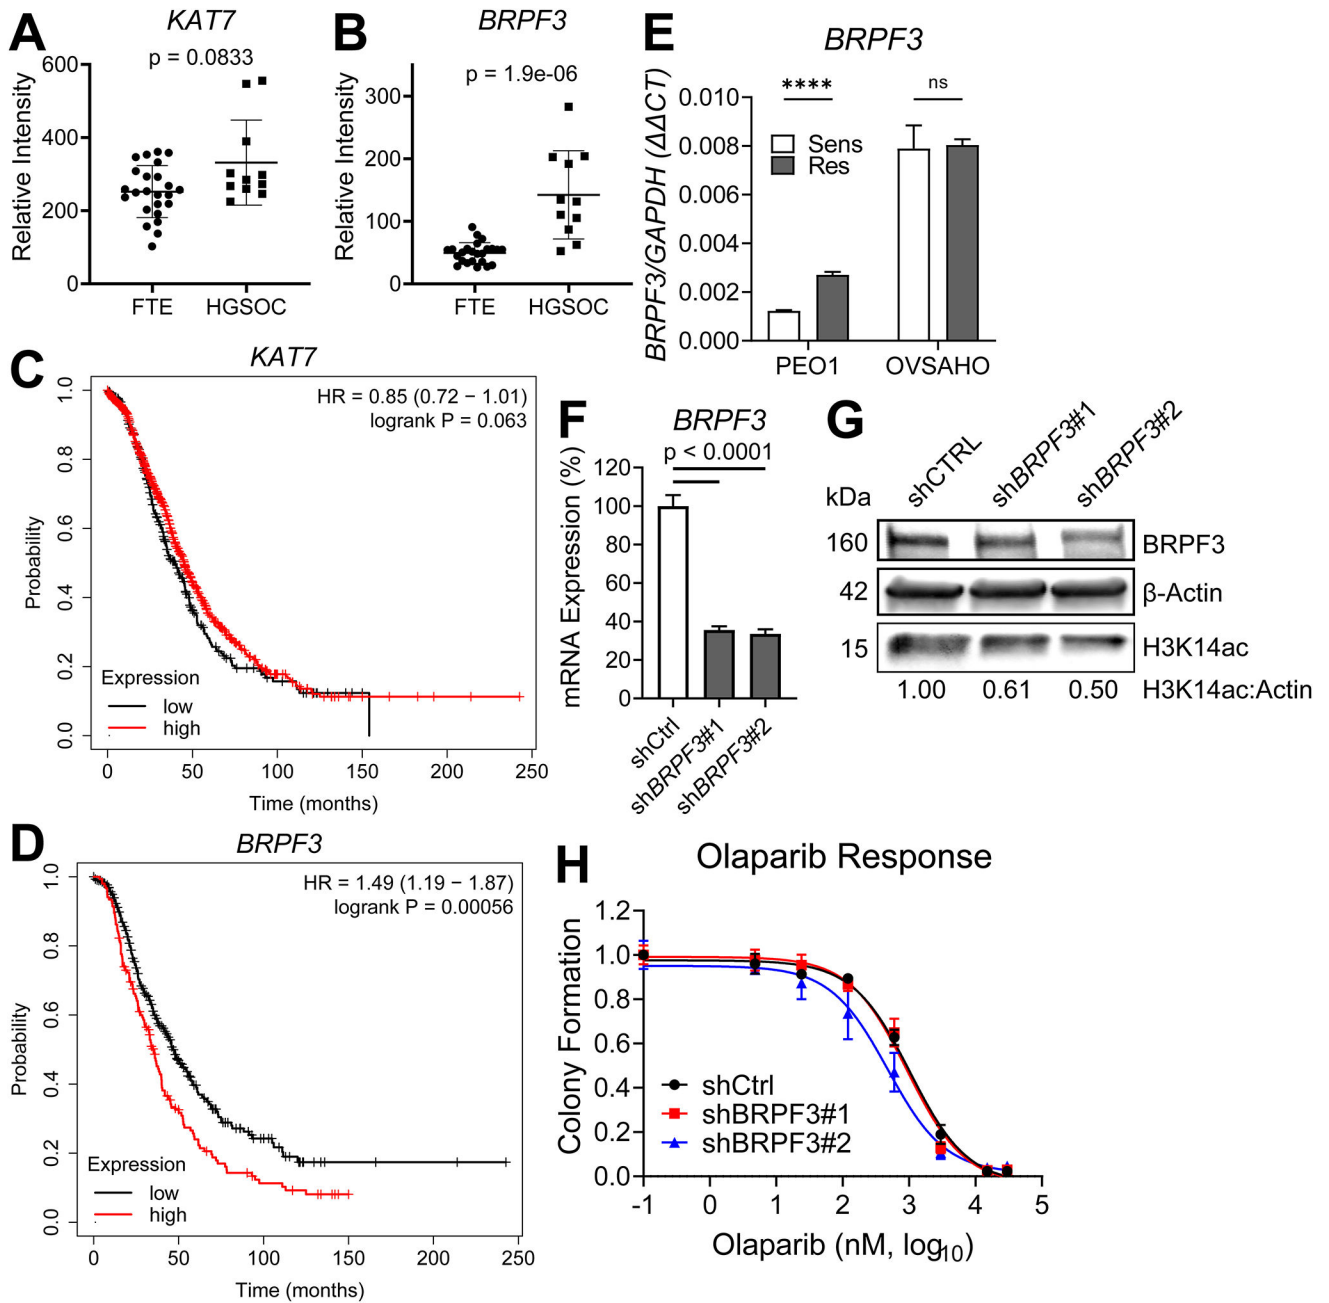 A
KAT7
p = 0.0833
Relative Intensity
600
400
200
0
FTE
HGSOC
B
BRPF3
p = 1.9e-06
Relative Intensity
300
200
100
0
FTE
HGSOC
E
BRPF3
BRPF3/GAPDH (ΔΔCT)
0.010
0.008
0.006
0.004
0.002
0.000
****
ns
Sens
Res
PEO1
OVSAHO
C
KAT7
HR = 0.85 (0.72 − 1.01)
logrank P = 0.063
Probability
1.0
0.8
0.6
0.4
0.2
0.0
Expression
low
high
0
50
100
150
200
250
Time (months)
F
BRPF3
p < 0.0001
mRNA Expression (%)
120
100
80
60
40
20
0
shCtrl
shBRPF3#1
shBRPF3#2
G
shCTRL
shBRPF3#1
shBRPF3#2
kDa
160
BRPF3
42
β-Actin
15
H3K14ac
1.00
0.61
0.50
H3K14ac:Actin
D
BRPF3
HR = 1.49 (1.19 − 1.87)
logrank P = 0.00056
Probability
1.0
0.8
0.6
0.4
0.2
0.0
Expression
low
high
0
50
100
150
200
250
Time (months)
H
Olaparib Response
Colony Formation
1.2
1.0
0.8
0.6
0.4
0.2
0.0
shCtrl
shBRPF3#1
shBRPF3#2
-1
0
1
2
3
4
5
Olaparib (nM, log10)